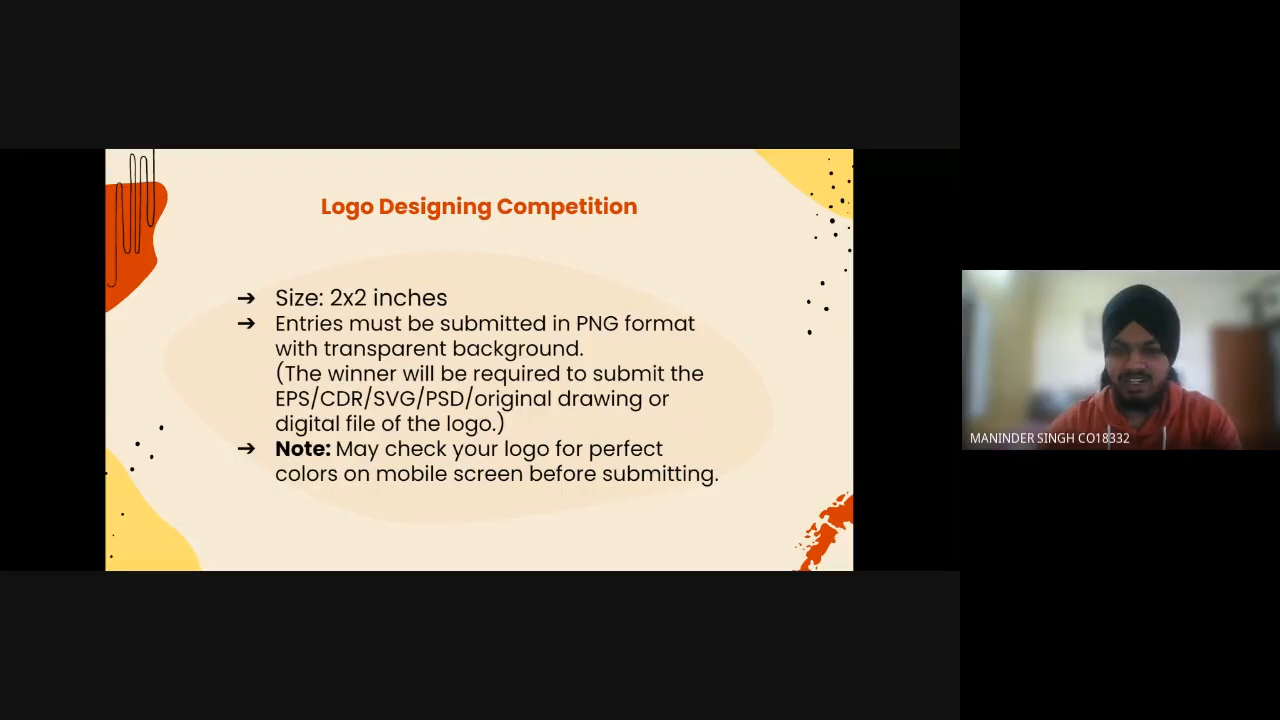 Logo Designing Competition
➔ Size: 2x2 inches
➔ Entries must be submitted in PNG format
with transparent background.
(The winner will be required to submit the
EPS/CDR/SVG/PSD/original drawing or
digital file of the logo.)
➔ Note: May check your logo for perfect
colors on mobile screen before submitting.
MANINDER SINGH CO18332